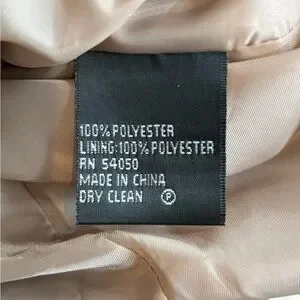 100% POLYESTER
LINING:100% POLYESTER
RN 54050
MADE IN CHINA
DRY CLEAN Ⓟ